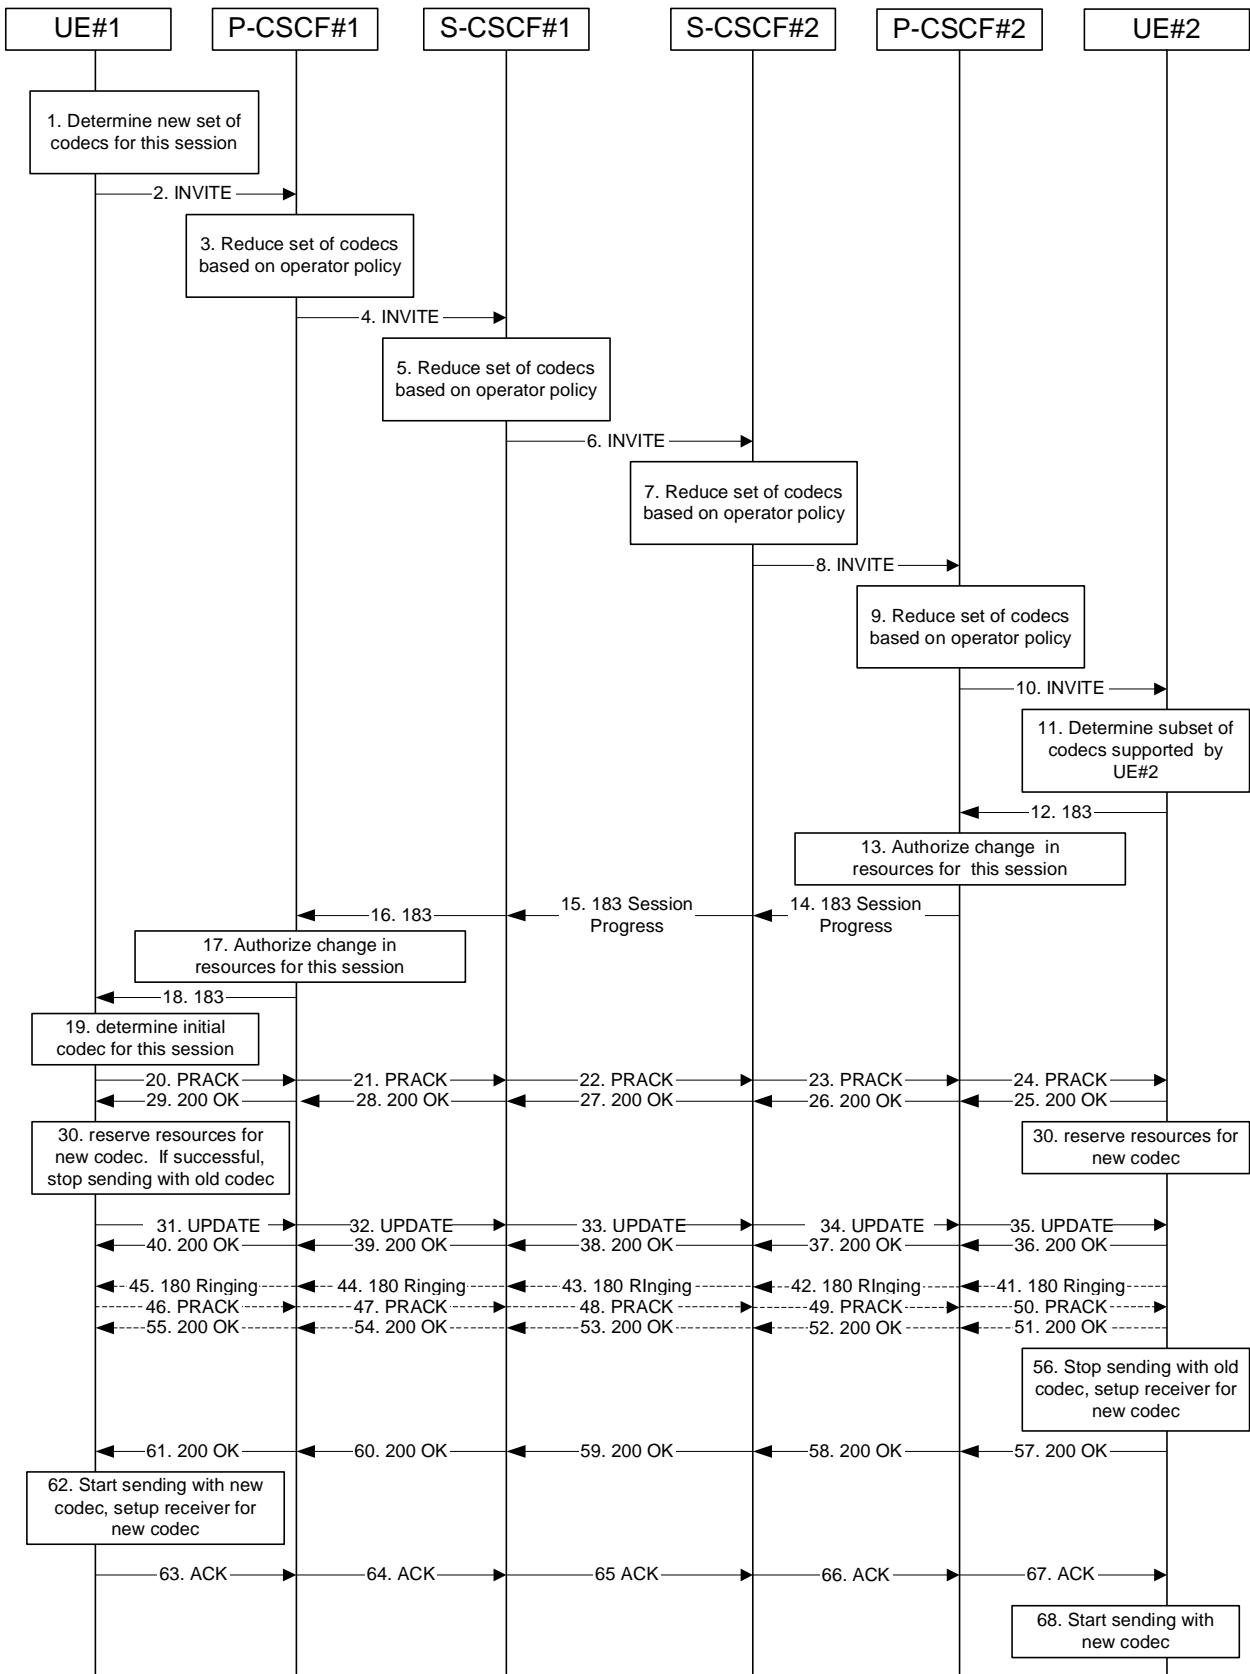 UE#1
P-CSCF#1
S-CSCF#1
S-CSCF#2
P-CSCF#2
UE#2
1. Determine new set of
codecs for this session
2. INVITE
3. Reduce set of codecs
based on operator policy
4. INVITE
5. Reduce set of codecs
based on operator policy
6. INVITE
7. Reduce set of codecs
based on operator policy
8. INVITE
9. Reduce set of codecs
based on operator policy
10. INVITE
11. Determine subset of
codecs supported by
UE#2
12. 183
13. Authorize change in
resources for this session
14. 183 Session
Progress
15. 183 Session
Progress
16. 183
17. Authorize change in
resources for this session
18. 183
19. determine initial
codec for this session
20. PRACK
21. PRACK
22. PRACK
23. PRACK
24. PRACK
29. 200 OK
28. 200 OK
27. 200 OK
26. 200 OK
25. 200 OK
30. reserve resources for
new codec. If successful,
stop sending with old codec
30. reserve resources for
new codec
31. UPDATE
32. UPDATE
33. UPDATE
34. UPDATE
35. UPDATE
40. 200 OK
39. 200 OK
38. 200 OK
37. 200 OK
36. 200 OK
45. 180 Ringing
44. 180 Ringing
43. 180 RInging
42. 180 RInging
41. 180 Ringing
46. PRACK
47. PRACK
48. PRACK
49. PRACK
50. PRACK
55. 200 OK
54. 200 OK
53. 200 OK
52. 200 OK
51. 200 OK
56. Stop sending with old
codec, setup receiver for
new codec
61. 200 OK
60. 200 OK
59. 200 OK
58. 200 OK
57. 200 OK
62. Start sending with new
codec, setup receiver for
new codec
63. ACK
64. ACK
65 ACK
66. ACK
67. ACK
68. Start sending with
new codec